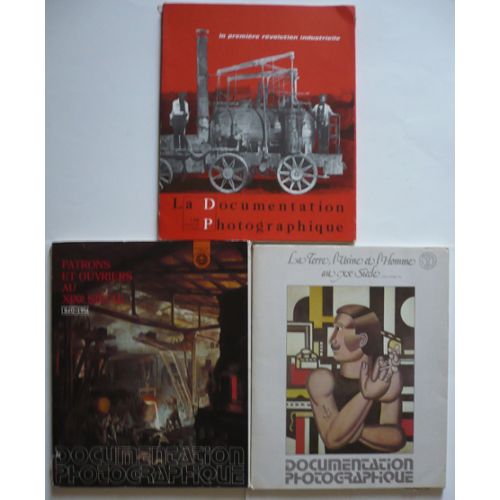 la première révolution industrielle
La Documentation
Photographique
PATRONS
ET OUVRIERS
AU
XIXe SIÈCLE
DOCUMENTATION
PHOTOGRAPHIQUE
La Terre, l'Usine et l'Homme
au XXe Siècle
DOCUMENTATION
PHOTOGRAPHIQUE